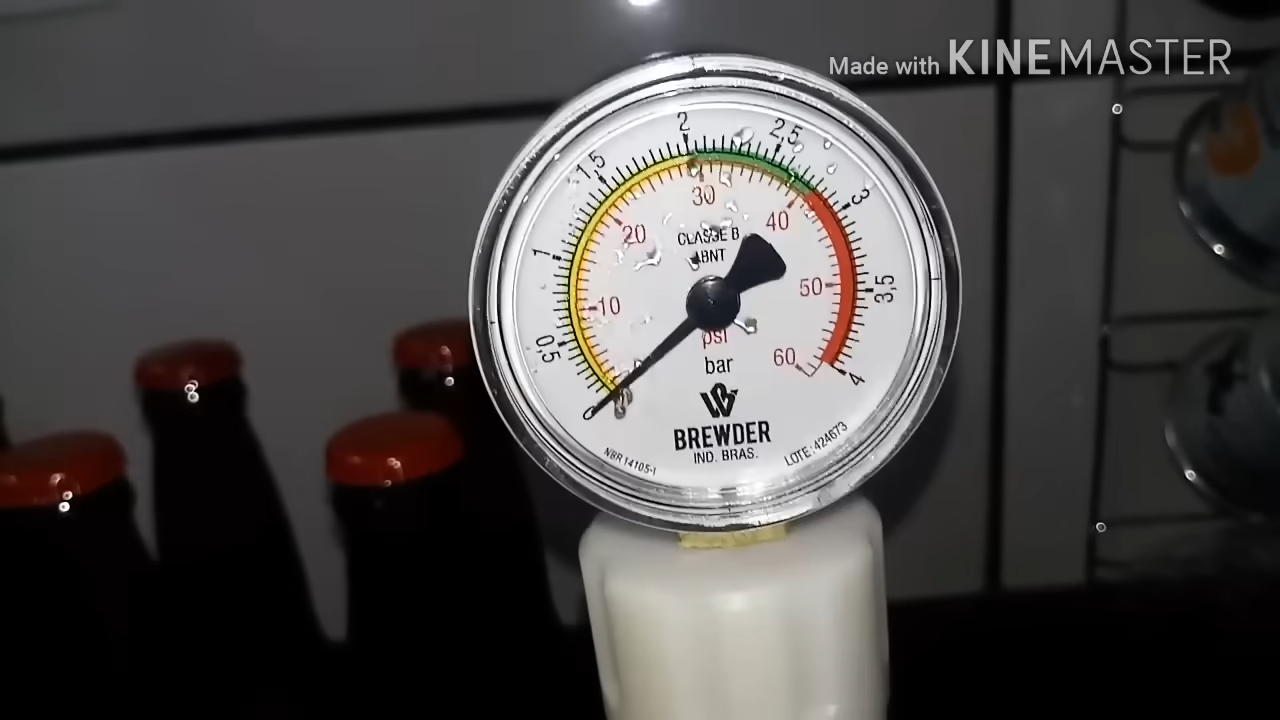 Made with KINEMASTER
2
2,5
1,5
3
30
40
20
CLASSE B
ABNT
1
50
3,5
10
psi
0,5
bar
60
4
0
BREWDER
IND. BRAS.
NBR 14105-1
LOTE: 424673